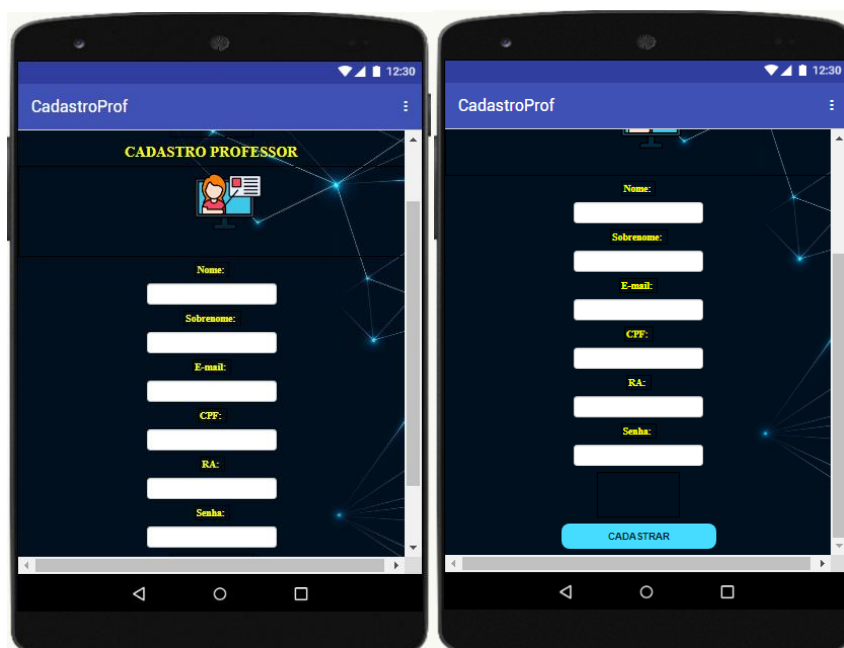 12:30
CadastroProf
CADASTRO PROFESSOR
Nome:
Sobrenome:
E-mail:
CPF:
RA:
Senha:
12:30
CadastroProf
Nome:
Sobrenome:
E-mail:
CPF:
RA:
Senha:
CADASTRAR